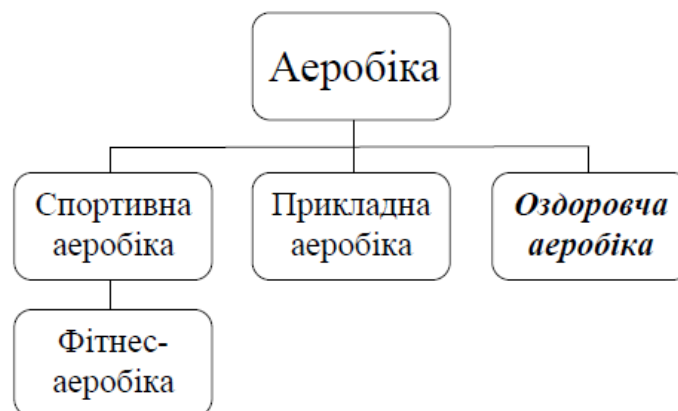 Аеробіка
Спортивна
аеробіка
Прикладна
аеробіка
Оздоровча
аеробіка
Фітнес-
аеробіка